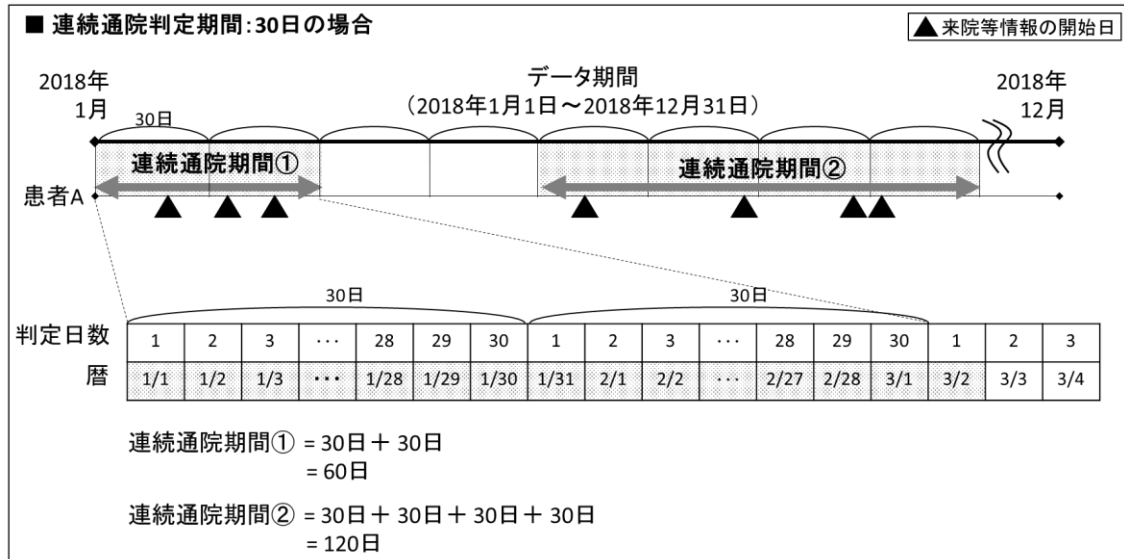 ■ 連続通院判定期間:30日の場合
▲来院等情報の開始日
2018年
1月
データ期間
（2018年1月1日～2018年12月31日）
2018年
12月
30日
連続通院期間①
連続通院期間②
患者A
30日
30日
判定日数 1 2 3 ··· 28 29 30 1 2 3 ··· 28 29 30 1 2 3
暦 1/1 1/2 1/3 ··· 1/28 1/29 1/30 1/31 2/1 2/2 ··· 2/27 2/28 3/1 3/2 3/3 3/4
連続通院期間① = 30日＋30日
= 60日
連続通院期間② = 30日＋30日＋30日＋30日
= 120日